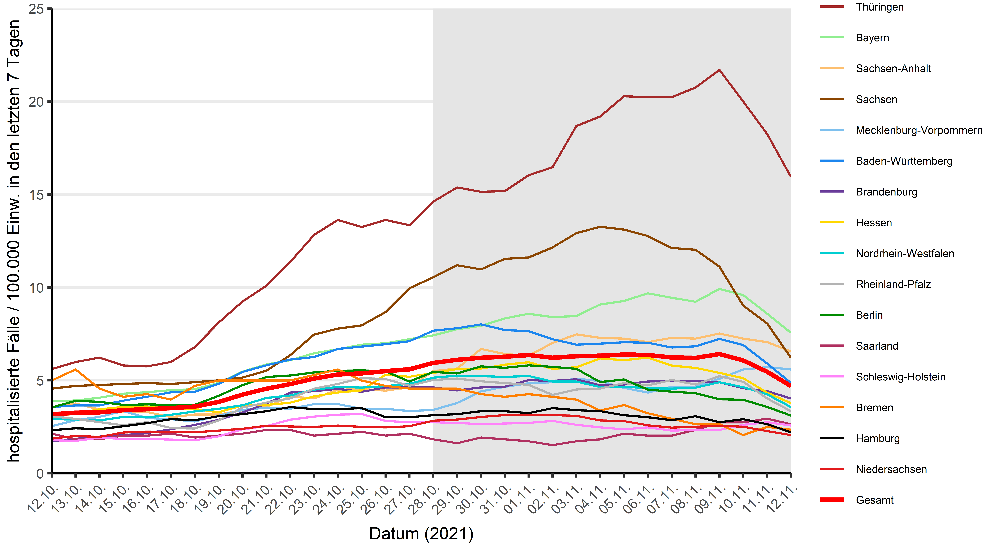 hospitalisierte Fälle / 100.000 Einw. in den letzten 7 Tagen
25
20
15
10
5
0
12.10.
13.10.
14.10.
15.10.
16.10.
17.10.
18.10.
19.10.
20.10.
21.10.
22.10.
23.10.
24.10.
25.10.
26.10.
27.10.
28.10.
29.10.
30.10.
31.10.
01.11.
02.11.
03.11.
04.11.
05.11.
06.11.
07.11.
08.11.
09.11.
10.11.
11.11.
12.11.
Datum (2021)
Thüringen
Bayern
Sachsen-Anhalt
Sachsen
Mecklenburg-Vorpommern
Baden-Württemberg
Brandenburg
Hessen
Nordrhein-Westfalen
Rheinland-Pfalz
Berlin
Saarland
Schleswig-Holstein
Bremen
Hamburg
Niedersachsen
Gesamt